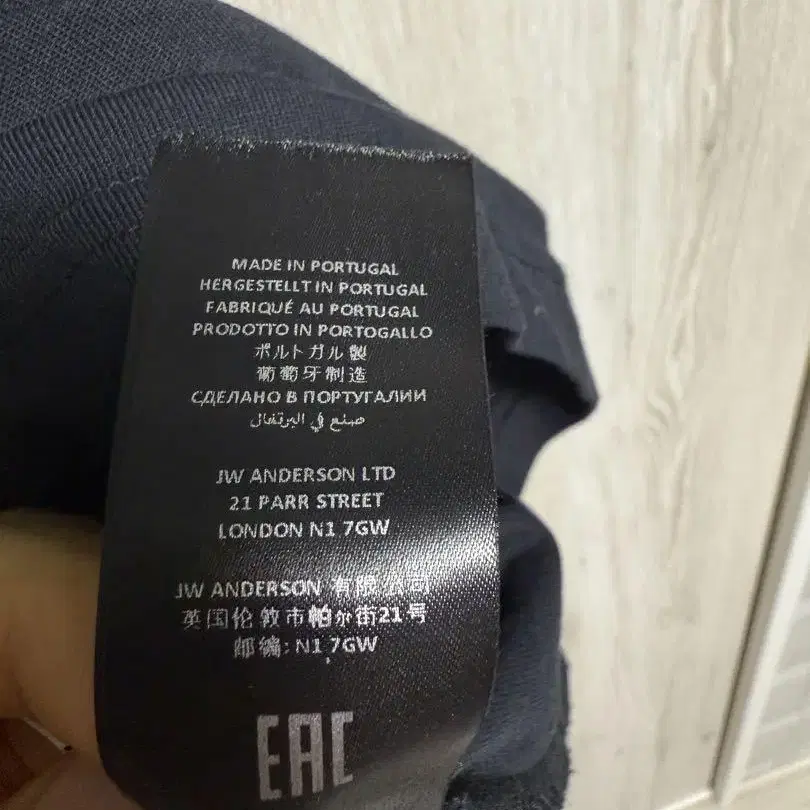 MADE IN PORTUGAL
HERGESTELLT IN PORTUGAL
FABRIQUÉ AU PORTUGAL
PRODOTTO IN PORTOGALLO
ポルトガル製
葡萄牙制造
СДЕЛАНО В ПОРТУГАЛИИ
صنع في البرتغال
JW ANDERSON LTD
21 PARR STREET
LONDON N1 7GW
JW ANDERSON 有限公司
英国伦敦市帕尔街21号
邮编: N1 7GW
EAC